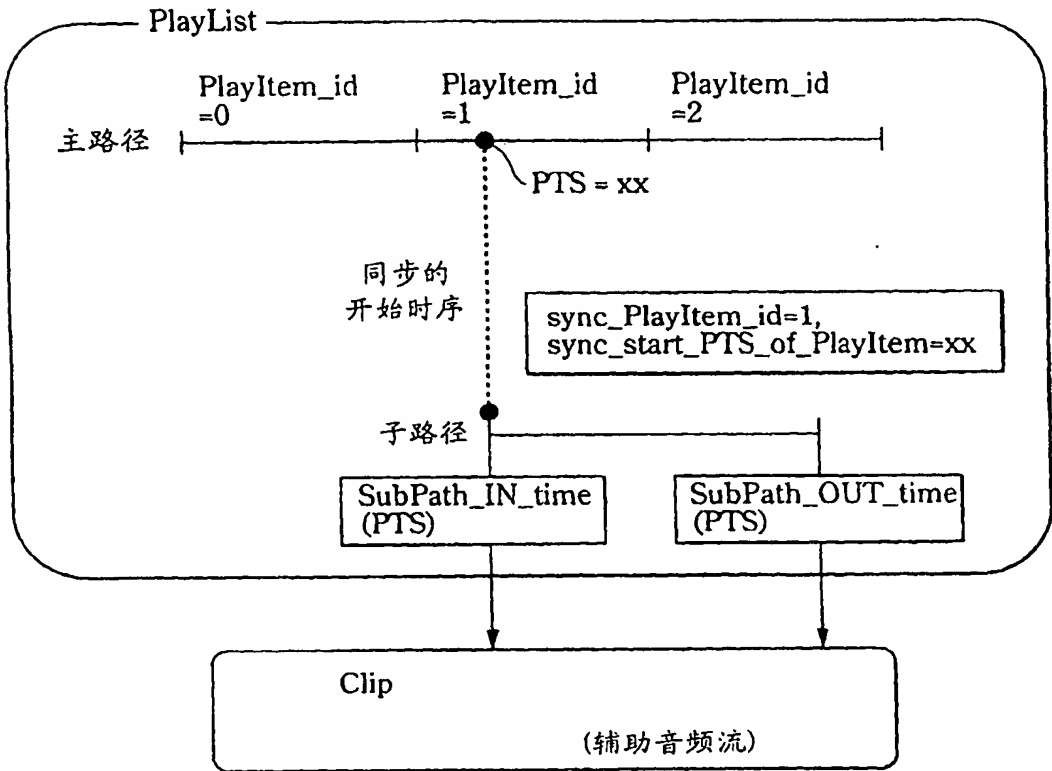 PlayList
PlayItem_id
=0
PlayItem_id
=1
PlayItem_id
=2
主路径
PTS = xx
同步的
开始时序
sync_PlayItem_id=1,
sync_start_PTS_of_PlayItem=xx
子路径
SubPath_IN_time
(PTS)
SubPath_OUT_time
(PTS)
Clip
(辅助音频流)